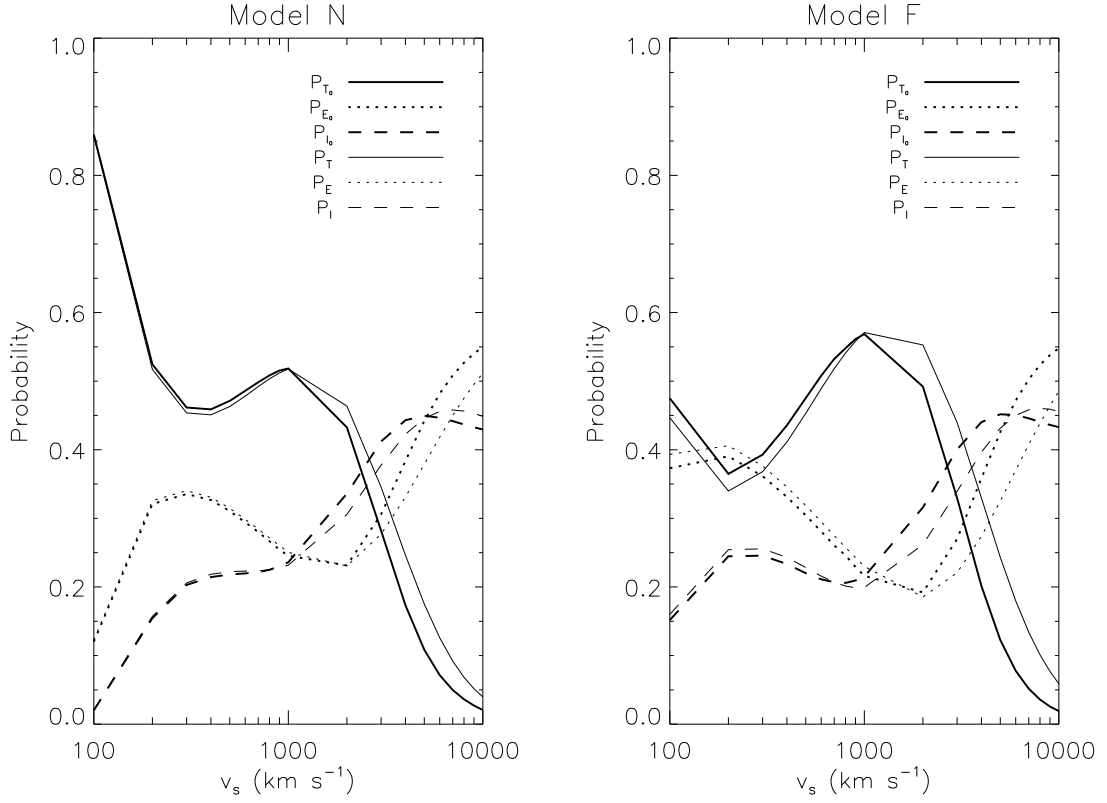 Model N
1.0
0.8
0.6
0.4
0.2
0.0
Probability
P_T₀
P_E₀
P_I₀
P_T
P_E
P_I
100 1000 10000
v_s (km s⁻¹)
Model F
1.0
0.8
0.6
0.4
0.2
0.0
Probability
P_T₀
P_E₀
P_I₀
P_T
P_E
P_I
100 1000 10000
v_s (km s⁻¹)